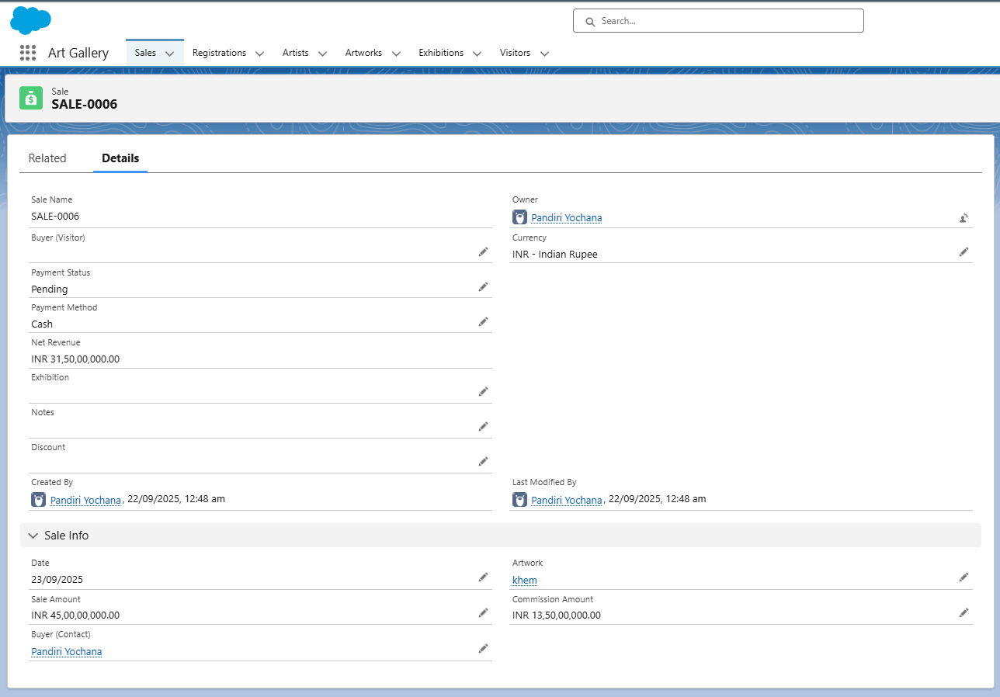 Search...
Art Gallery
Sales
Registrations
Artists
Artworks
Exhibitions
Visitors
Sale
SALE-0006
Related
Details
Sale Name
SALE-0006
Owner
Pandiri Yochana
Buyer (Visitor)
Currency
INR - Indian Rupee
Payment Status
Pending
Payment Method
Cash
Net Revenue
INR 31,50,00,000.00
Exhibition
Notes
Discount
Created By
Pandiri Yochana, 22/09/2025, 12:48 am
Last Modified By
Pandiri Yochana, 22/09/2025, 12:48 am
Sale Info
Date
23/09/2025
Artwork
khem
Sale Amount
INR 45,00,00,000.00
Commission Amount
INR 13,50,00,000.00
Buyer (Contact)
Pandiri Yochana